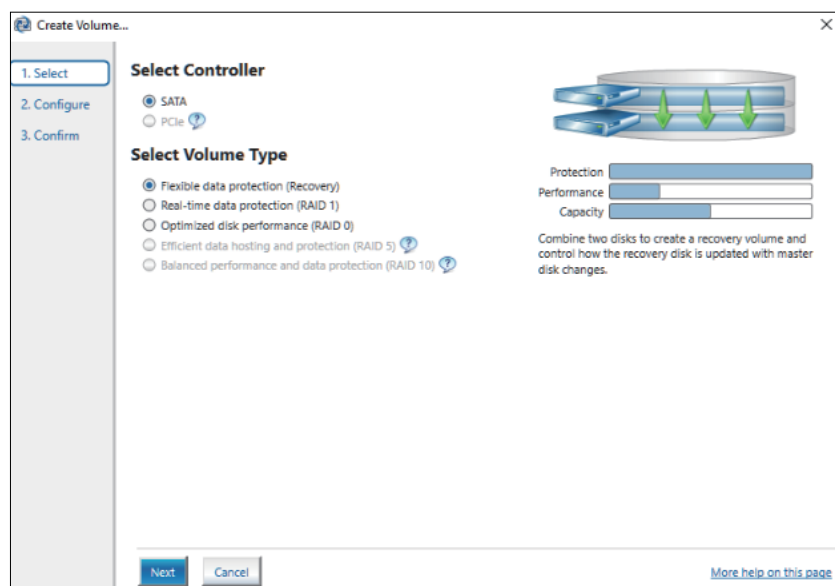 Create Volume...
1. Select
2. Configure
3. Confirm
Select Controller
SATA
PCIe
Select Volume Type
Flexible data protection (Recovery)
Real-time data protection (RAID 1)
Optimized disk performance (RAID 0)
Efficient data hosting and protection (RAID 5)
Balanced performance and data protection (RAID 10)
Protection
Performance
Capacity
Combine two disks to create a recovery volume and
control how the recovery disk is updated with master
disk changes.
Next
Cancel
More help on this page